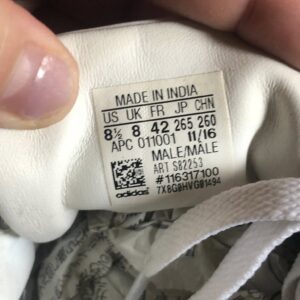 MADE IN INDIA
US UK FR JP CHN
8½ 8 42 265 260
APC 011001 11/16
MALE/MALE
ART S82253
#116317100
7X8G0HVG01494
adidas